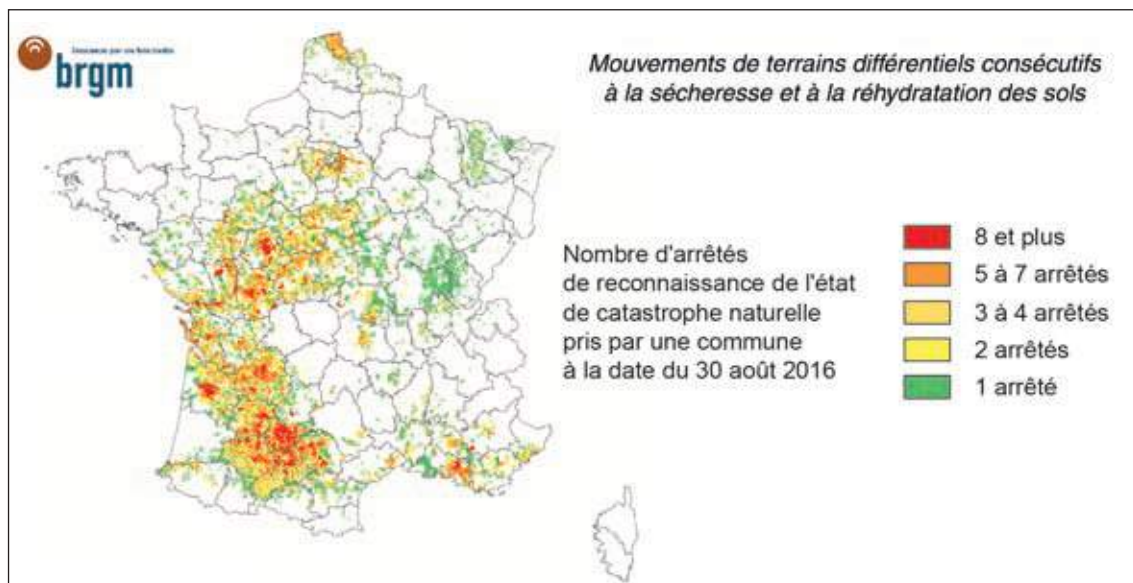 brgm
Mouvements de terrains différentiels consécutifs
à la sécheresse et à la réhydratation des sols
Nombre d'arrêtés
de reconnaissance de l'état
de catastrophe naturelle
pris par une commune
à la date du 30 août 2016
8 et plus
5 à 7 arrêtés
3 à 4 arrêtés
2 arrêtés
1 arrêté